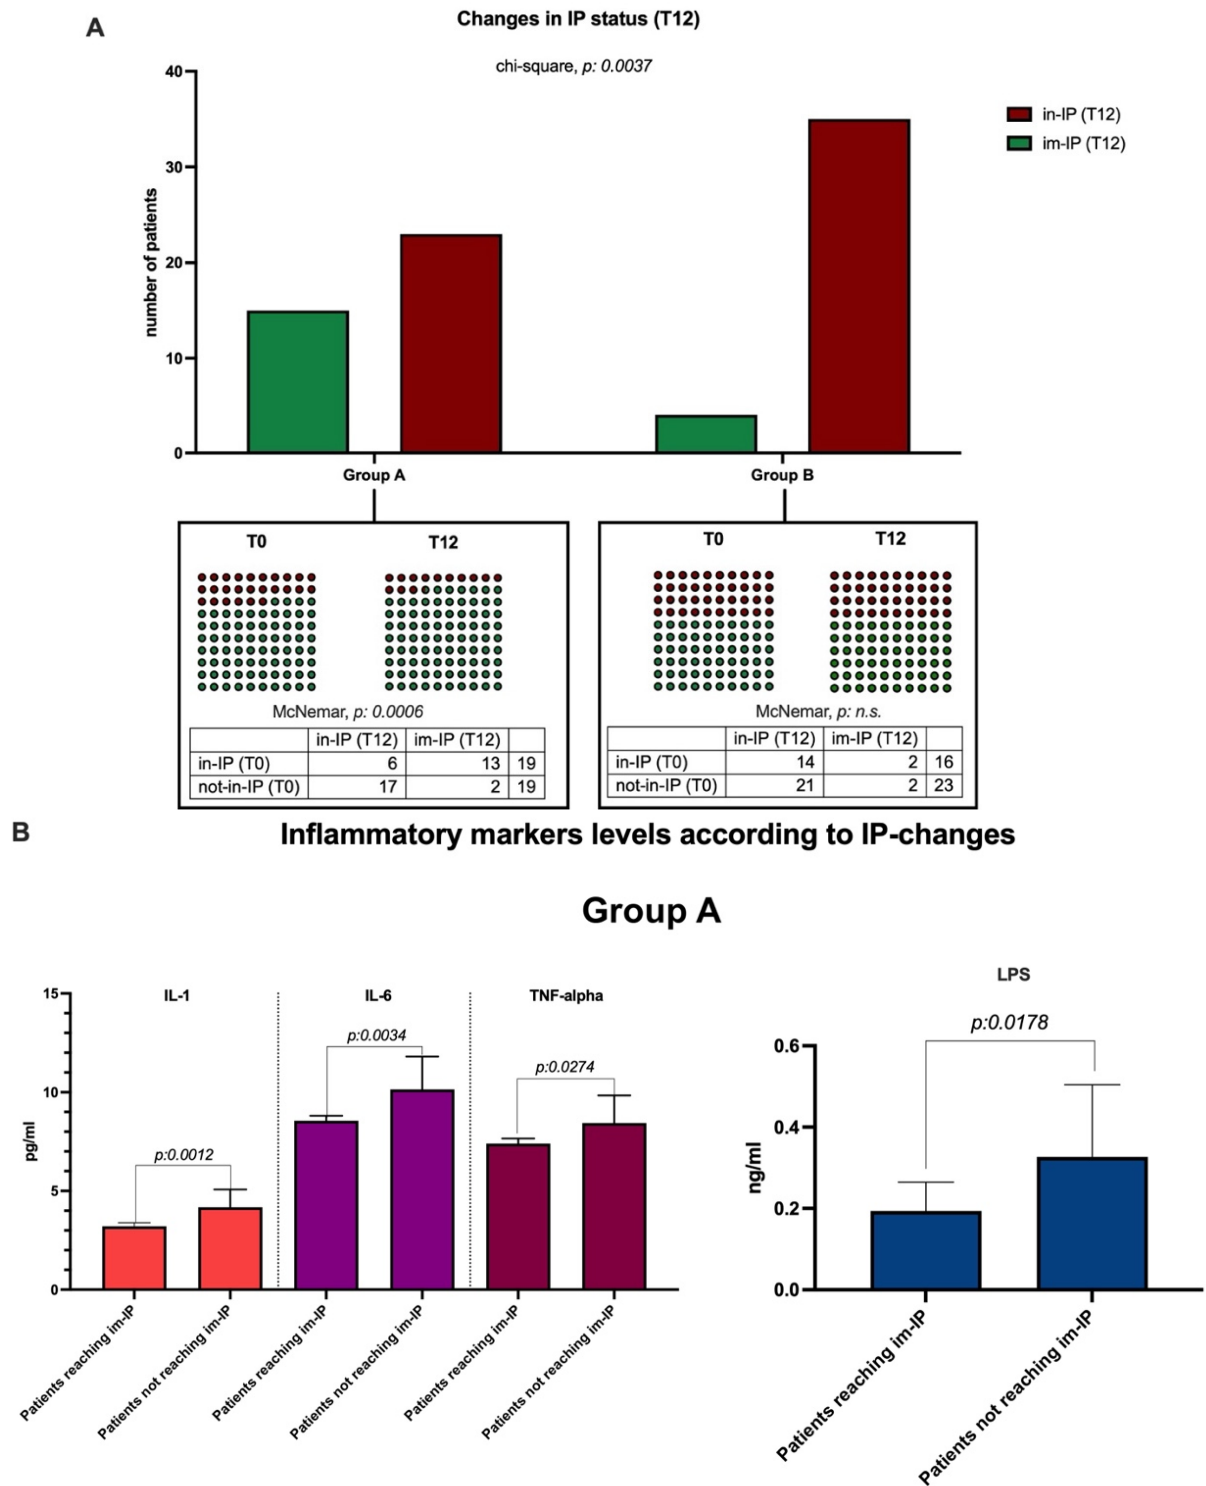 A
Changes in IP status (T12)
chi-square, p: 0.0037
in-IP (T12)
im-IP (T12)
number of patients
40
30
20
10
0
Group A
Group B
T0
T12
McNemar, p: 0.0006
in-IP (T12) im-IP (T12)
in-IP (T0) 6 13 19
not-in-IP (T0) 17 2 19
T0
T12
McNemar, p: n.s.
in-IP (T12) im-IP (T12)
in-IP (T0) 14 2 16
not-in-IP (T0) 21 2 23
B
Inflammatory markers levels according to IP-changes
Group A
IL-1
IL-6
TNF-alpha
p:0.0012
p:0.0034
p:0.0274
pg/ml
15
10
5
0
Patients reaching im-IP
Patients not reaching im-IP
Patients reaching im-IP
Patients not reaching im-IP
Patients reaching im-IP
Patients not reaching im-IP
LPS
p:0.0178
ng/ml
0.6
0.4
0.2
0.0
Patients reaching im-IP
Patients not reaching im-IP